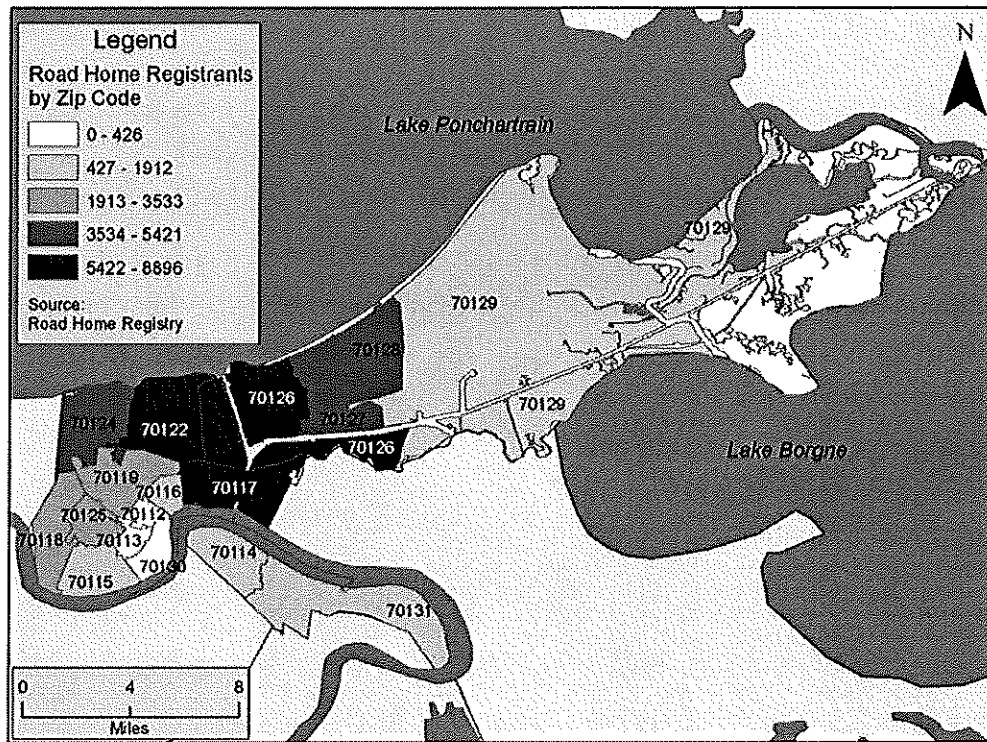 Legend
Road Home Registrants
by Zip Code
0 - 426
427 - 1912
1913 - 3533
3534 - 5421
5422 - 8896
Source:
Road Home Registry
N
Lake Ponchartrain
70129
70129
70128
70126
70127
70129
70124
70122
70126
Lake Borgne
70119
70116
70117
70125
70112
70118
70113
70114
70115
70130
70131
0 4 8
Miles